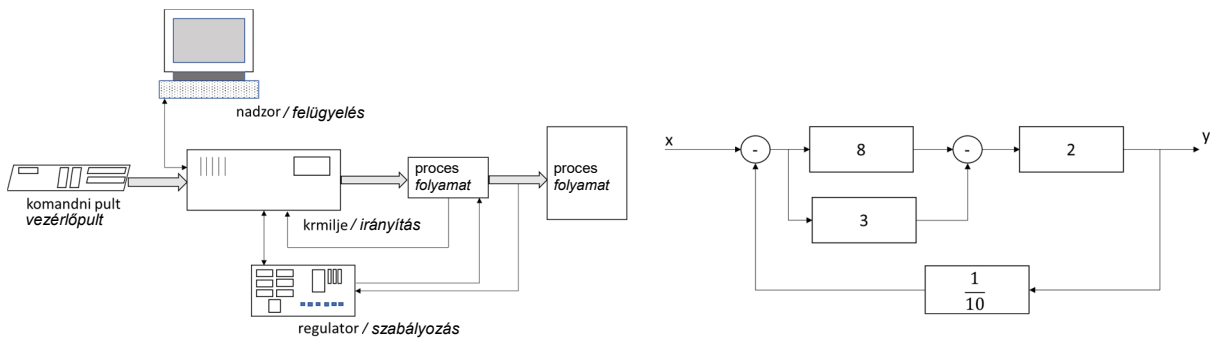 nadzor / felügyelés
komandni pult
vezérlőpult
krmilje / irányítás
proces
folyamat
proces
folyamat
regulator / szabályozás
x
-
8
-
2
y
3
1
10